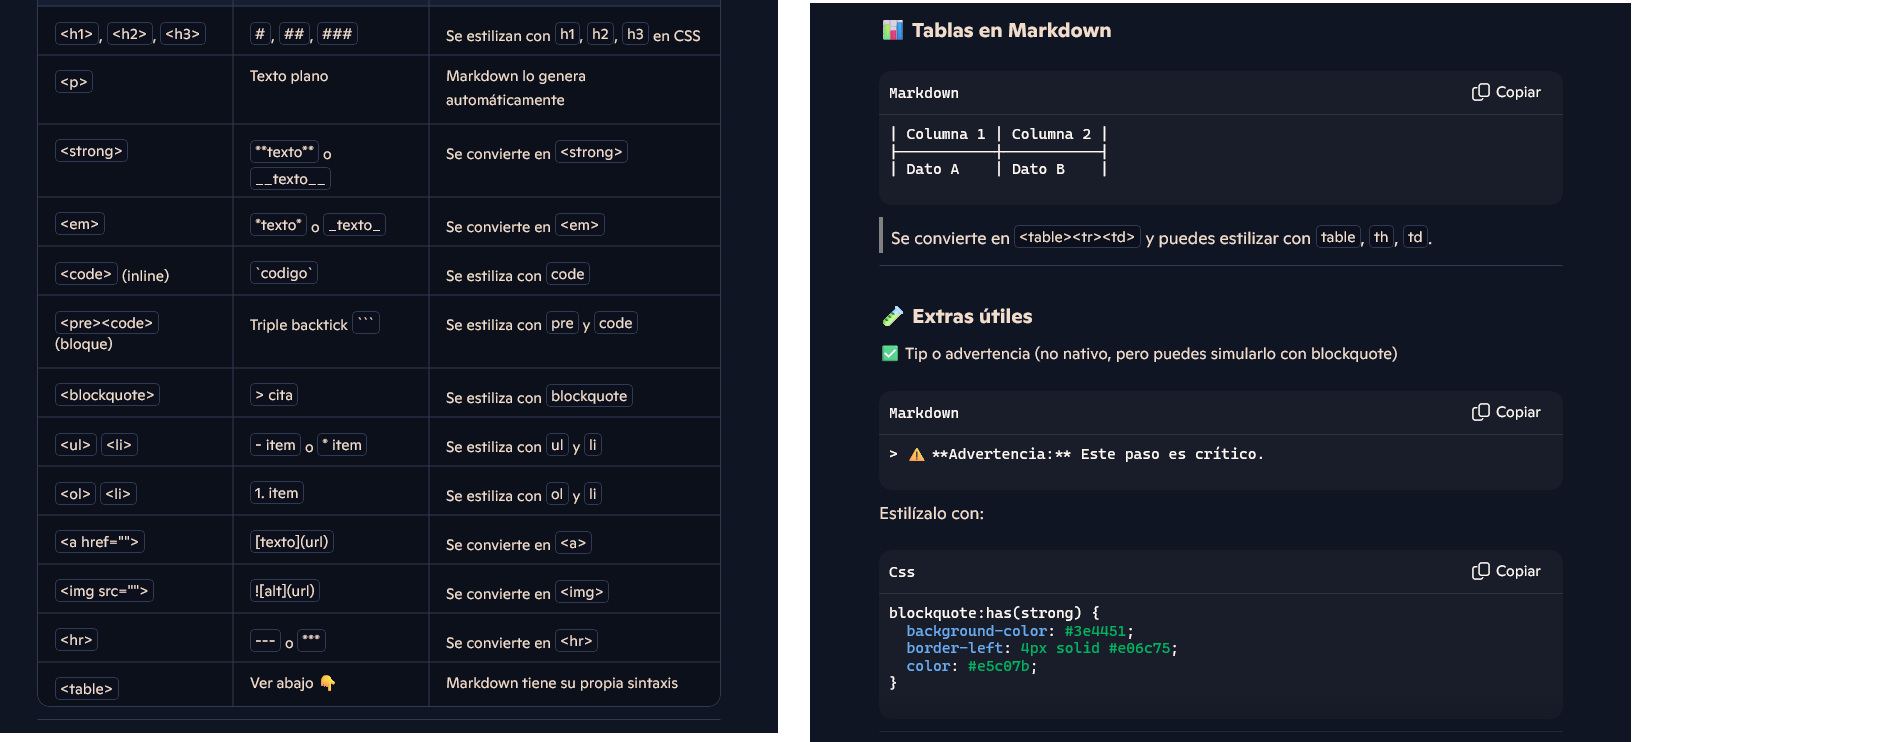 <h1>, <h2>, <h3> #, ##, ### Se estilizan con h1, h2, h3 en CSS
<p> Texto plano Markdown lo genera
automáticamente
<strong> **texto** o Se convierte en <strong>
__texto__
<em> *texto* o _texto_ Se convierte en <em>
<code> (inline) `codigo` Se estiliza con code
<pre><code> Triple backtick ``` Se estiliza con pre y code
(bloque)
<blockquote> > cita Se estiliza con blockquote
<ul> <li> - item o * item Se estiliza con ul y li
<ol> <li> 1. item Se estiliza con ol y li
<a href=""> [texto](url) Se convierte en <a>
<img src=""> ![alt](url) Se convierte en <img>
<hr> --- o *** Se convierte en <hr>
<table> Ver abajo 👇 Markdown tiene su propia sintaxis
📊 Tablas en Markdown
Markdown Copiar
| Columna 1 | Columna 2 |
|-----------|-----------|
| Dato A    | Dato B    |
Se convierte en <table><tr><td> y puedes estilizar con table, th, td.
🧪 Extras útiles
✅ Tip o advertencia (no nativo, pero puedes simularlo con blockquote)
Markdown Copiar
> ⚠️ **Advertencia:** Este paso es crítico.
Estilízalo con:
Css Copiar
blockquote:has(strong) {
  background-color: #3e4451;
  border-left: 4px solid #e06c75;
  color: #e5c07b;
}